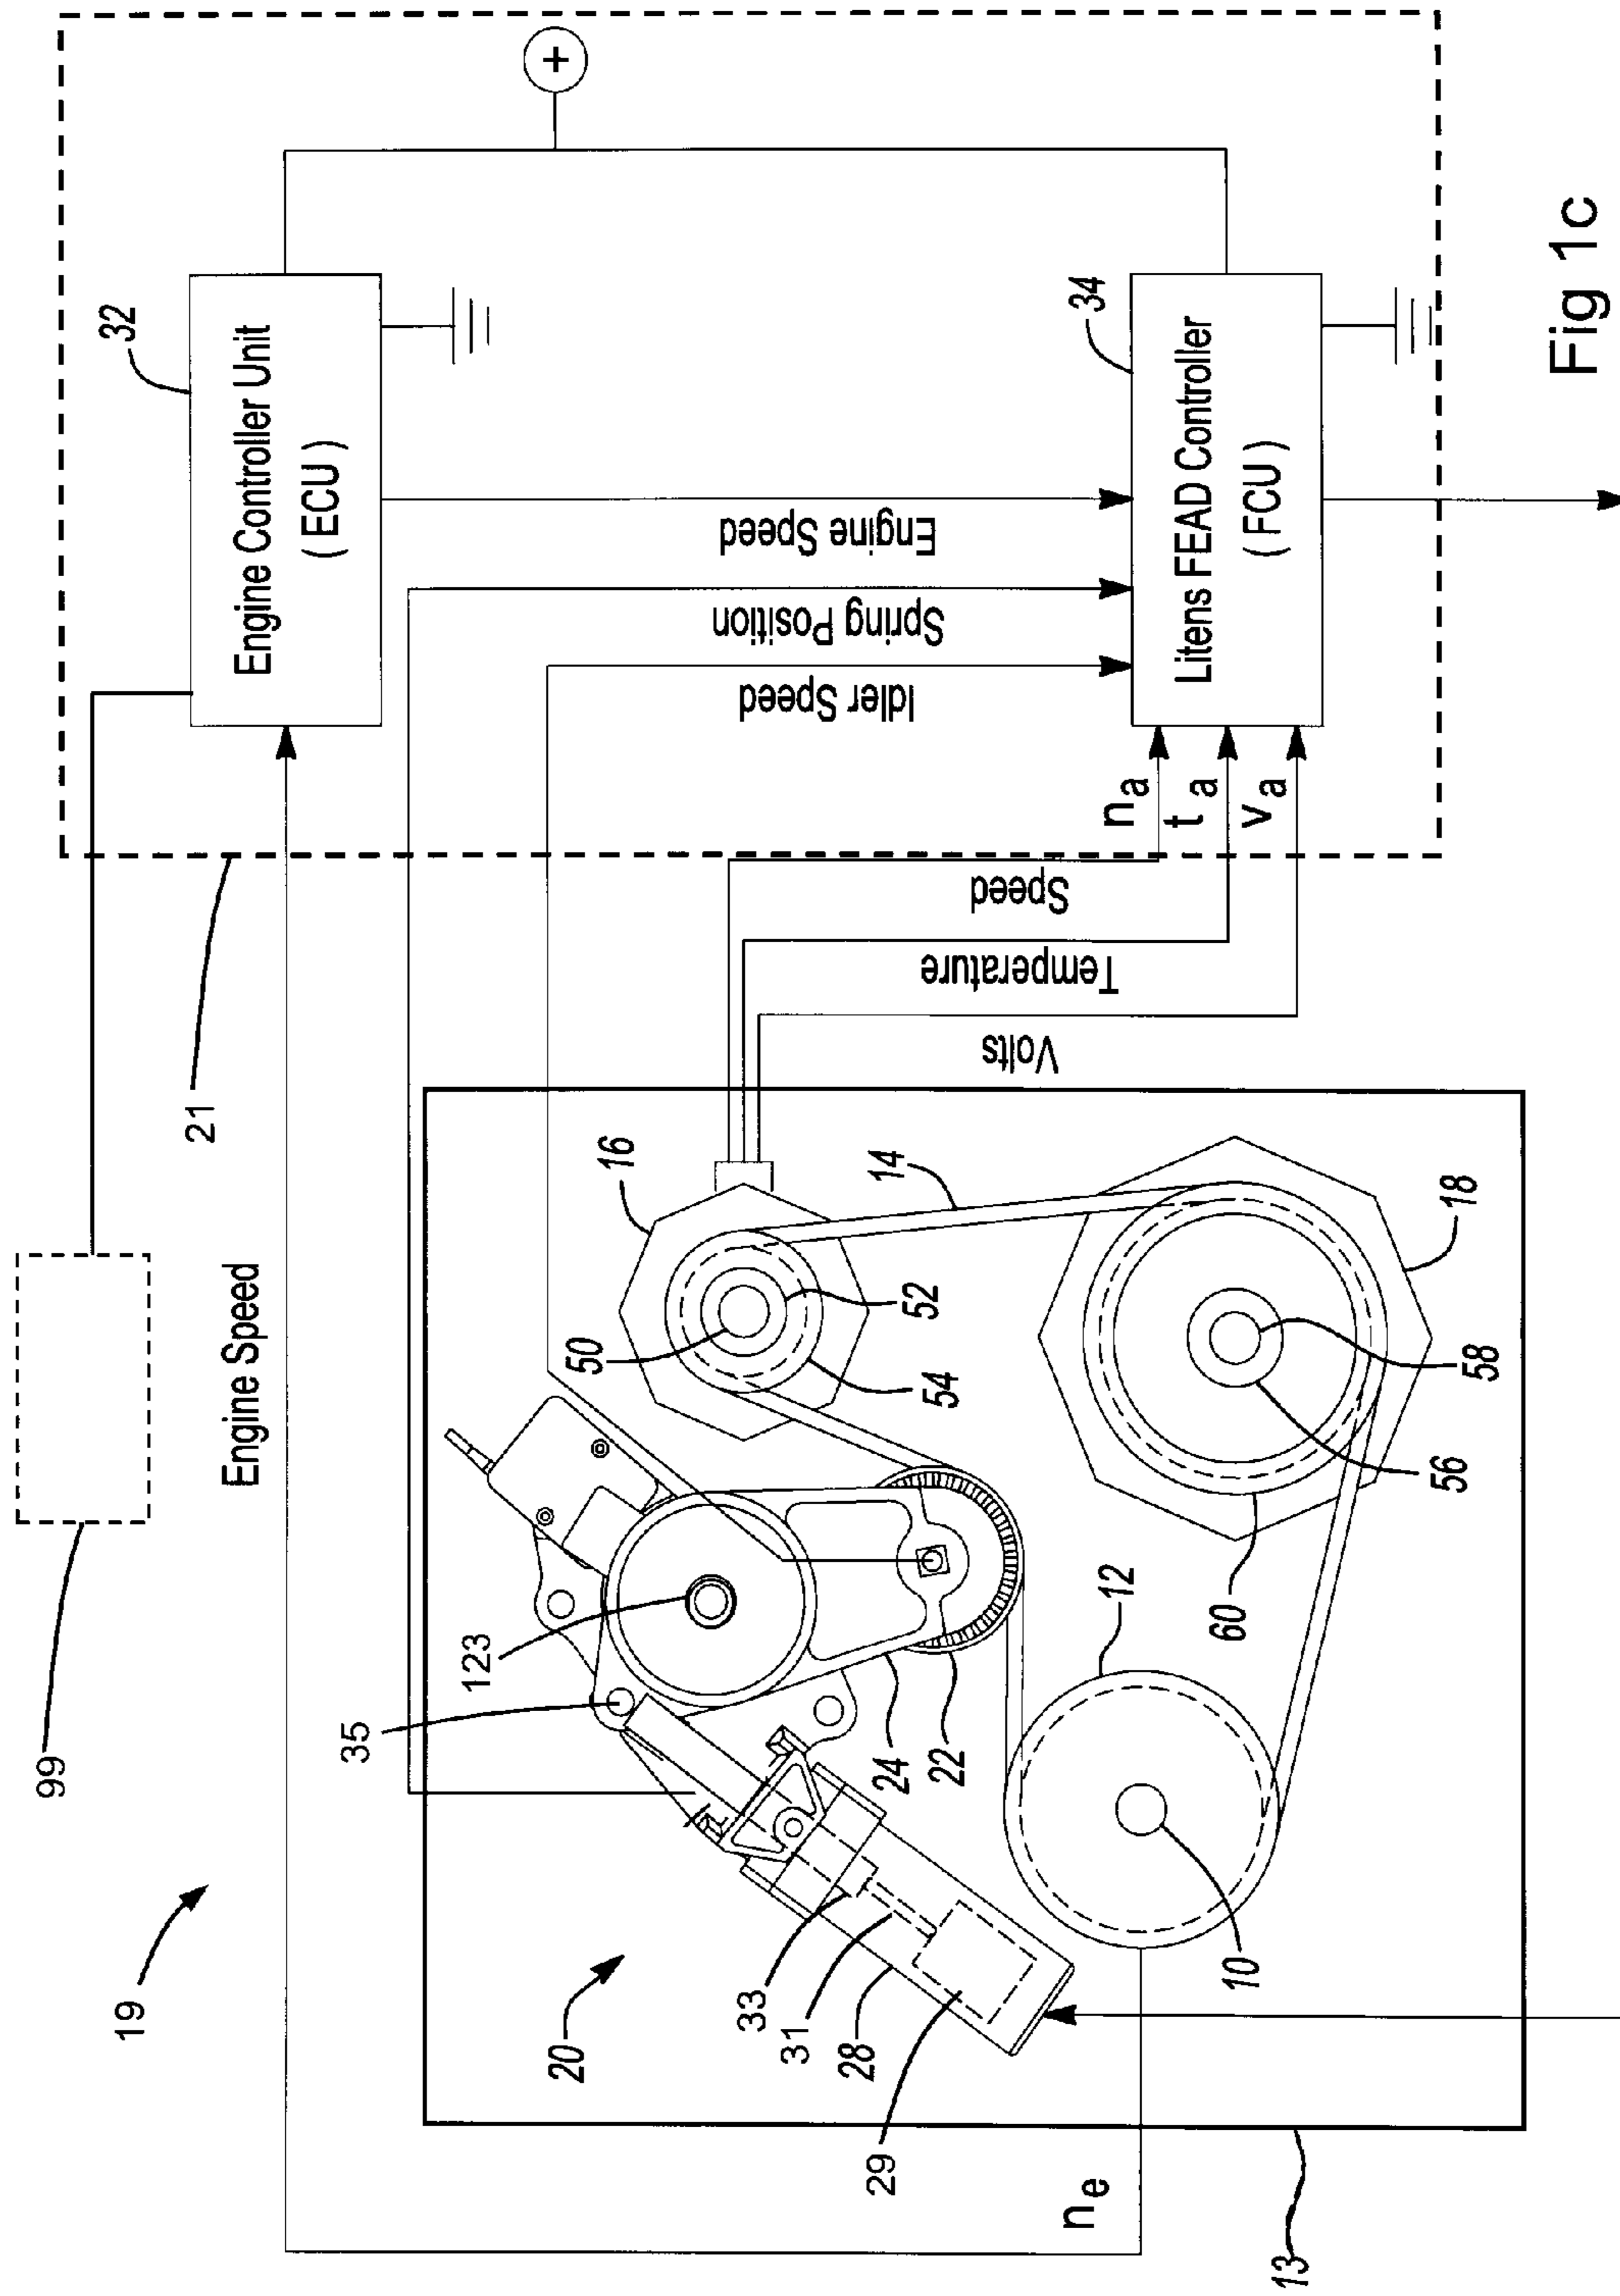 19
99
Engine Speed
21
32
Engine Controller Unit
( ECU )
+
Engine Speed
Spring Position
Idler Speed
34
Litens FEAD Controller
( FCU )
n a
t a
v a
Speed
Temperature
Volts
20
35
123
50
16
52
54
14
33
31
28
29
24
22
12
10
60
56
58
18
n e
13
Fig 1c